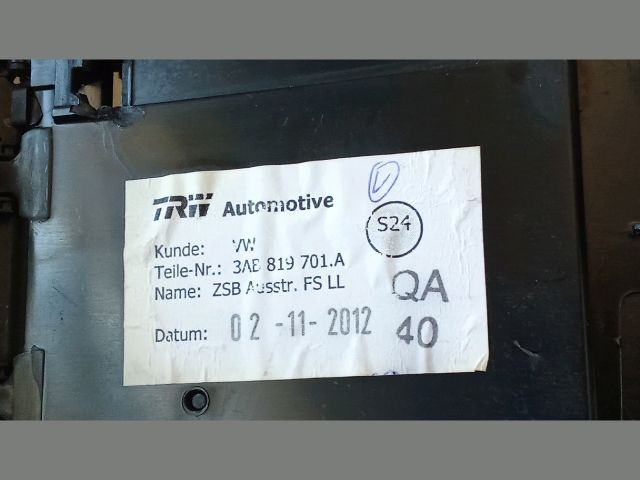 TRW Automotive
S24
Kunde: VW
Teile-Nr.: 3AB 819 701.A
Name: ZSB Ausstr. FS LL
QA
Datum: 02 -11- 2012
40